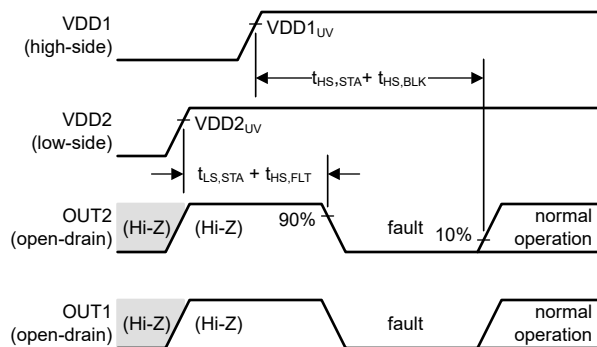 VDD1
(high-side)
VDD1UV
tHS,STA+ tHS,BLK
VDD2
(low-side)
VDD2UV
tLS,STA + tHS,FLT
OUT2
(open-drain)
(Hi-Z)
(Hi-Z)
90%
fault
10%
normal
operation
OUT1
(open-drain)
(Hi-Z)
(Hi-Z)
fault
normal
operation